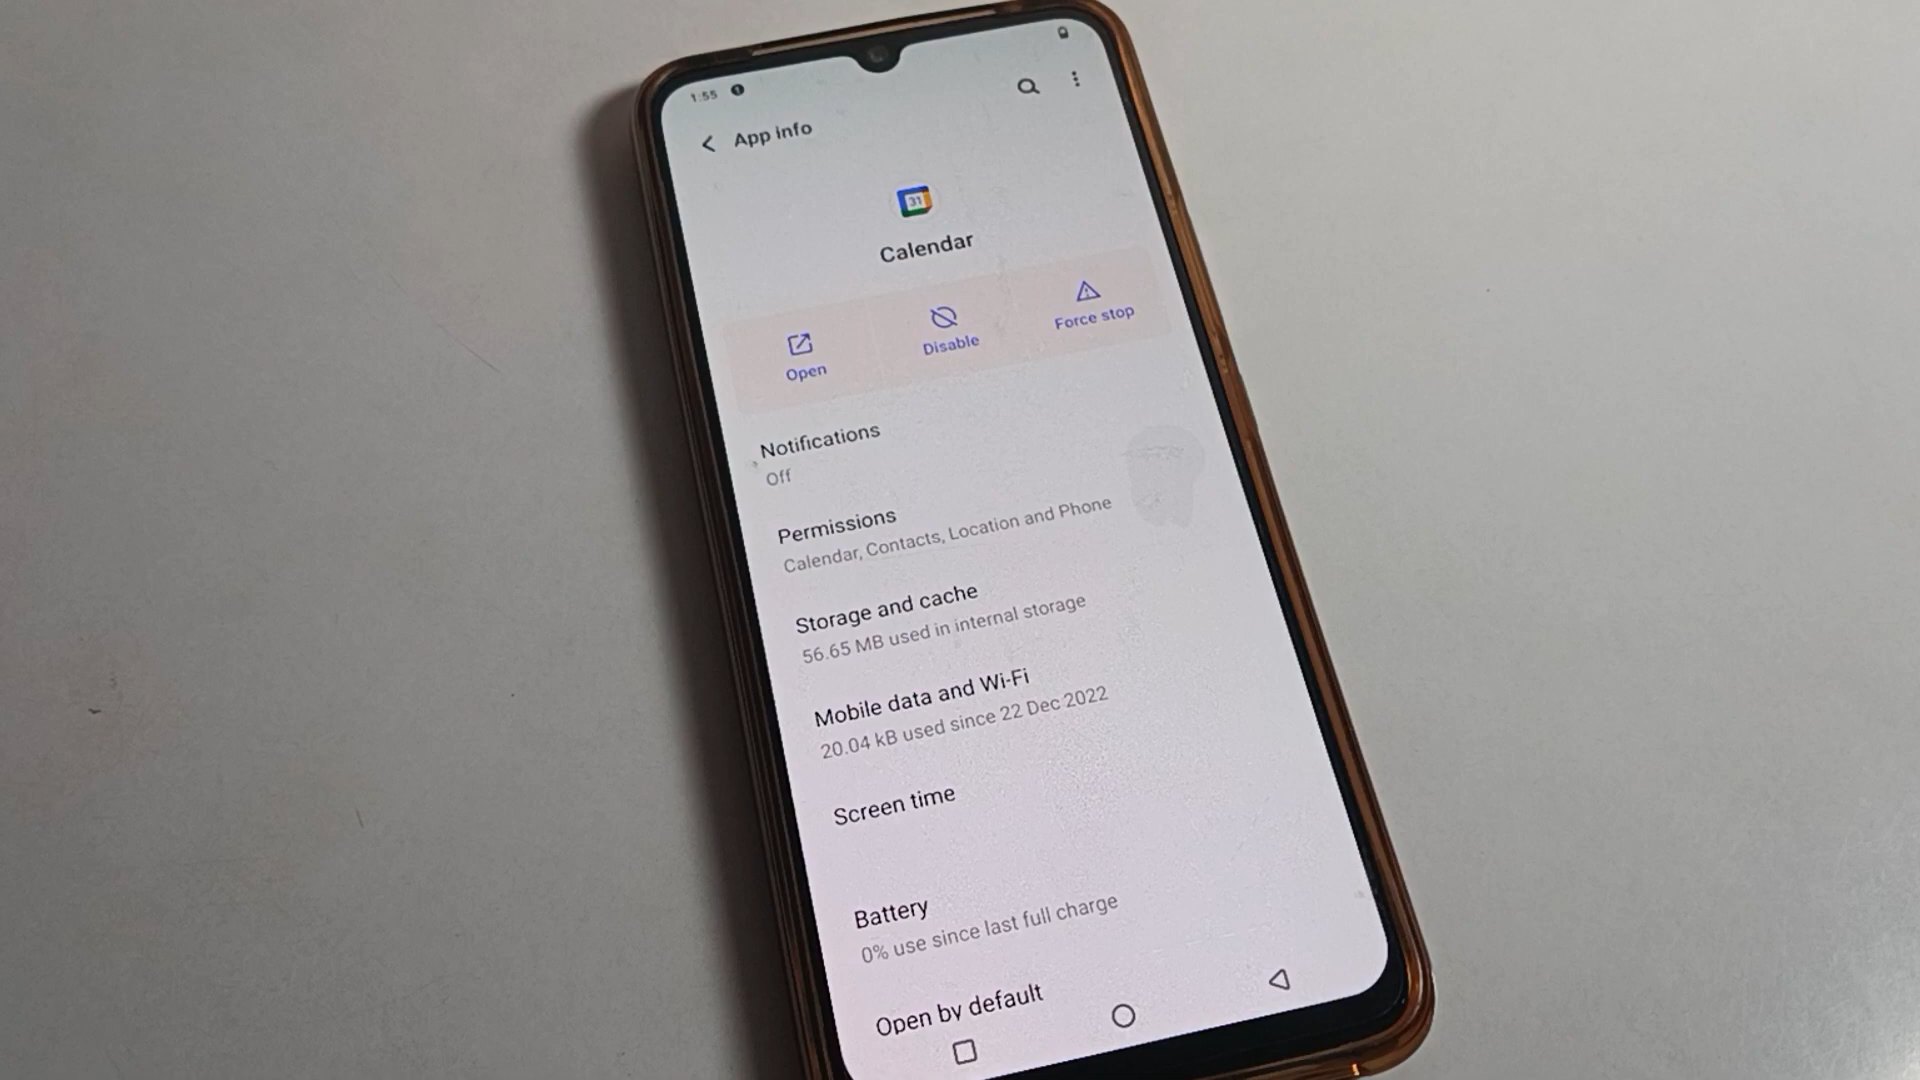 1:55
App info
31
Calendar
Open
Disable
Force stop
Notifications
Off
Permissions
Calendar, Contacts, Location and Phone
Storage and cache
56.65 MB used in internal storage
Mobile data and Wi-Fi
20.04 kB used since 22 Dec 2022
Screen time
Battery
0% use since last full charge
Open by default